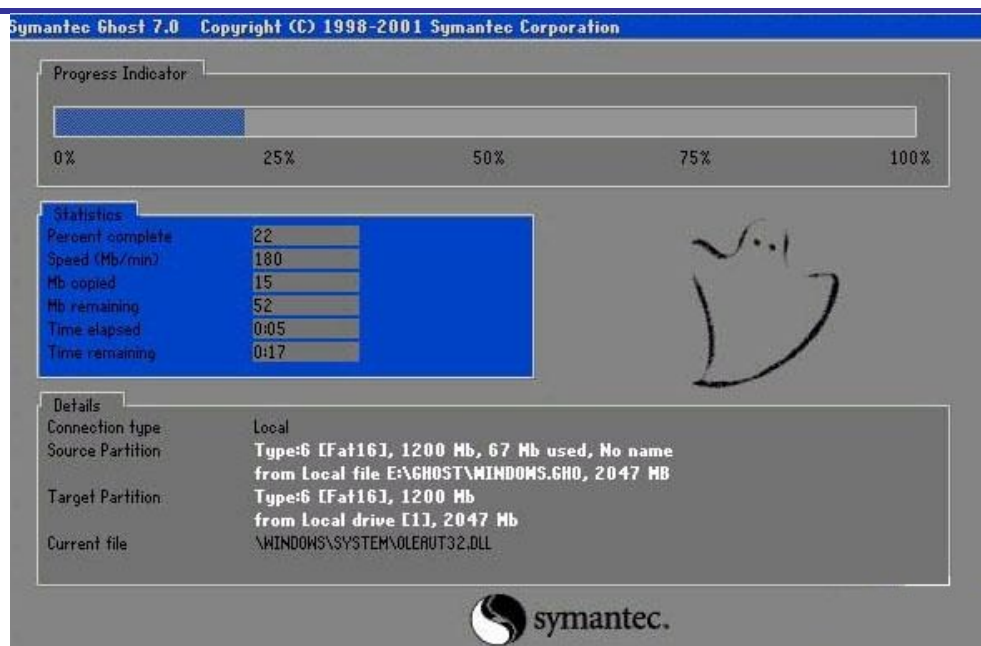 Symantec Ghost 7.0 Copyright (C) 1998-2001 Symantec Corporation
Progress Indicator
0% 25% 50% 75% 100%
Statistics
Percent complete 22
Speed (Mb/min) 180
Mb copied 15
Mb remaining 52
Time elapsed 0:05
Time remaining 0:17
Details
Connection type Local
Source Partition Type:6 [Fat16], 1200 Mb, 67 Mb used, No name
from Local file E:\GHOST\WINDOWS.GHO, 2047 MB
Target Partition Type:6 [Fat16], 1200 Mb
from Local drive [1], 2047 Mb
Current file \WINDOWS\SYSTEM\OLEAUT32.DLL
symantec.